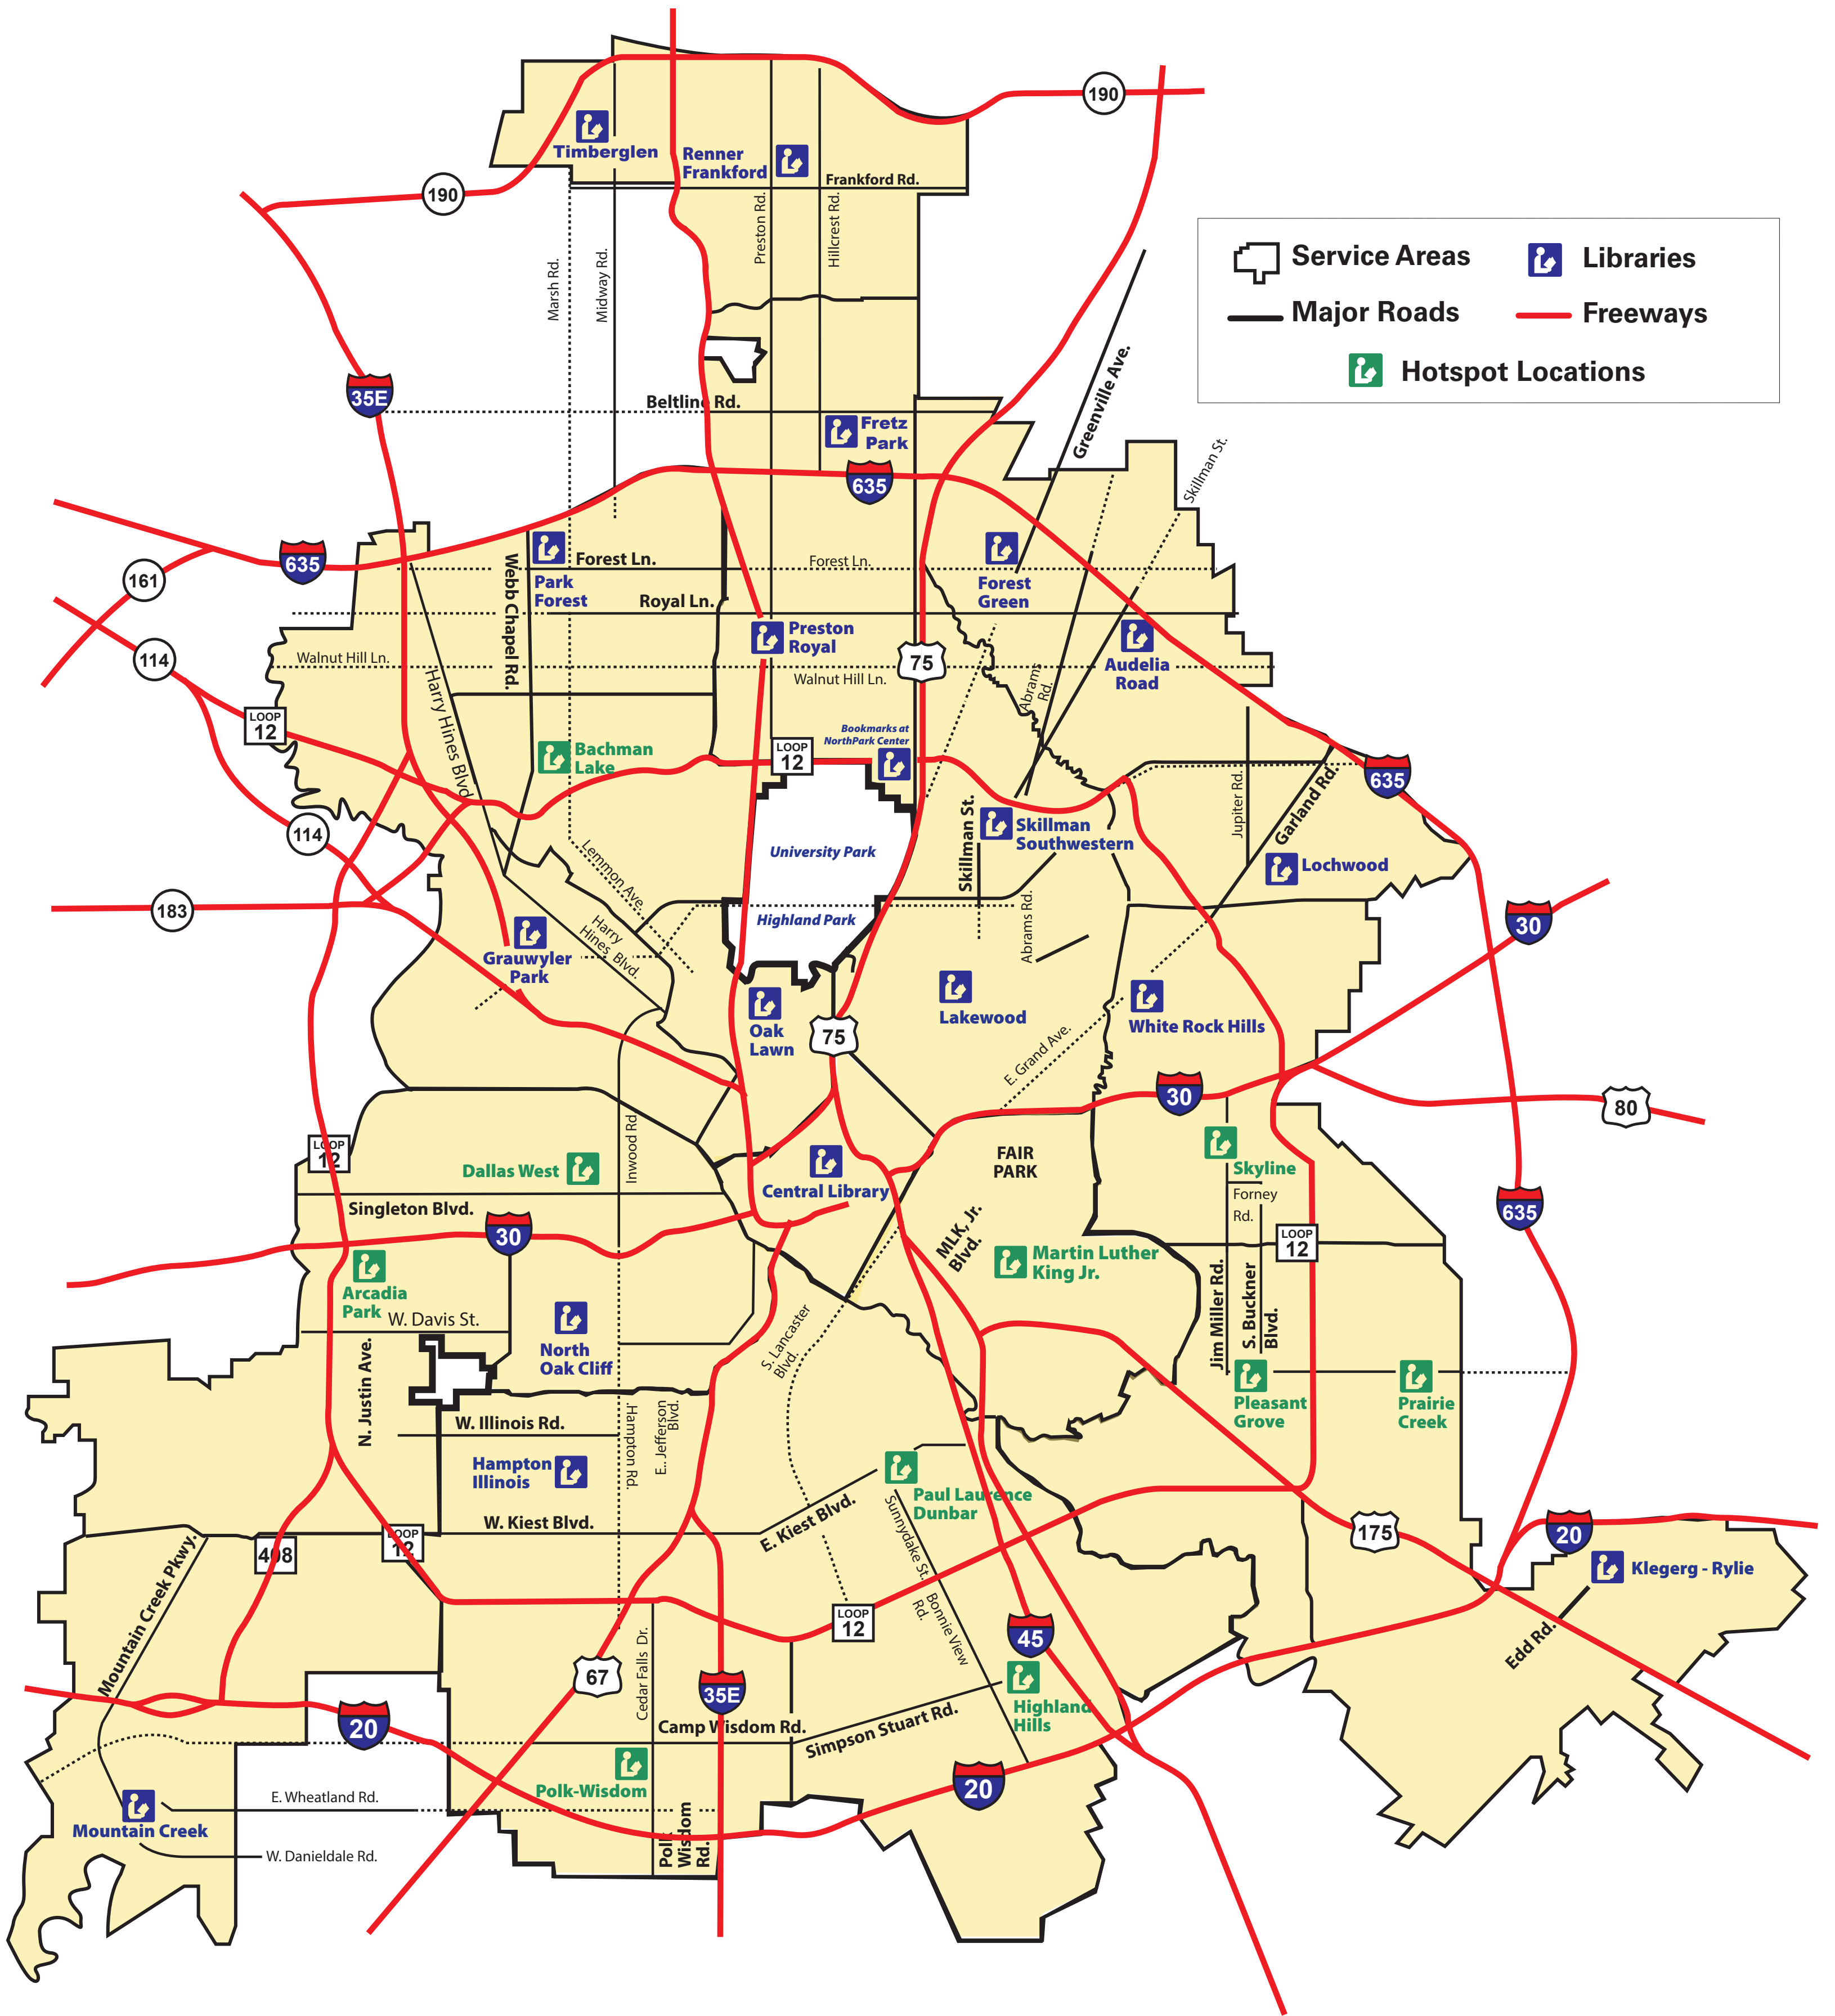 190
Timberglen
Renner
Frankford
Frankford Rd.
190
Preston Rd.
Hillcrest Rd.
Marsh Rd.
Midway Rd.
Service Areas
Libraries
Major Roads
Freeways
Hotspot Locations
35E
Beltline Rd.
Greenville Ave.
Fretz
Park
Skillman St.
635
635
161
Forest Ln.
Forest Ln.
Webb Chapel Rd.
Park
Forest
Forest
Green
Royal Ln.
Preston
Royal
114
Walnut Hill Ln.
75
Audelia
Road
Walnut Hill Ln.
Abrams
Rd.
Harry Hines Blvd.
LOOP
12
Bookmarks at
NorthPark Center
Bachman
Lake
LOOP
12
635
Jupiter Rd.
Garland Rd.
114
Skillman St.
Skillman
Southwestern
University Park
Lemmon Ave.
Lochwood
183
Highland Park
Abrams Rd.
30
Harry
Hines Blvd.
Grauwyler
Park
Oak
Lawn
Lakewood
White Rock Hills
75
E. Grand Ave.
30
80
LOOP
12
Inwood Rd
Dallas West
Central Library
FAIR
PARK
Skyline
Singleton Blvd.
Forney
Rd.
635
30
MLK, Jr.
Blvd.
LOOP
12
Martin Luther
King Jr.
Arcadia
Park
W. Davis St.
North
Oak Cliff
S. Lancaster
Blvd.
Jim Miller Rd.
S. Buckner
Blvd.
N. Justin Ave.
Pleasant
Grove
Prairie
Creek
W. Illinois Rd.
Hampton Rd.
E.. Jefferson
Blvd.
Hampton
Illinois
Paul Laurence
Dunbar
W. Kiest Blvd.
E. Kiest Blvd.
Sunnydake St.
175
20
408
LOOP
12
Klegerg - Rylie
Mountain Creek Pkwy.
LOOP
12
Bonnie View
Rd.
45
Edd Rd.
67
Cedar Falls Dr.
35E
Highland
Hills
20
Camp Wisdom Rd.
Simpson Stuart Rd.
Polk-Wisdom
20
E. Wheatland Rd.
Mountain Creek
Polk
Wisdom
Rd.
W. Danieldale Rd.